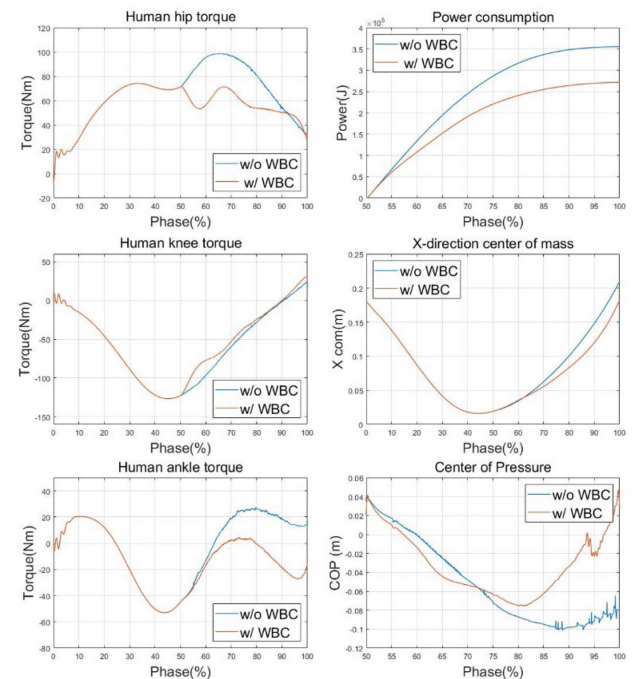 Human hip torque
120
100
80
60
40
20
0
-20
Torque(Nm)
w/o WBC
w/ WBC
0 10 20 30 40 50 60 70 80 90 100
Phase(%)
Power consumption
×10⁵
4
3.5
3
2.5
2
1.5
1
0.5
0
Power(J)
w/o WBC
w/ WBC
50 55 60 65 70 75 80 85 90 95 100
Phase(%)
Human knee torque
50
0
-50
-100
-150
Torque(Nm)
w/o WBC
w/ WBC
0 10 20 30 40 50 60 70 80 90 100
Phase(%)
X-direction center of mass
0.25
0.2
0.15
0.1
0.05
0
X com(m)
w/o WBC
w/ WBC
0 10 20 30 40 50 60 70 80 90 100
Phase(%)
Human ankle torque
40
20
0
-20
-40
-60
-80
Torque(Nm)
w/o WBC
w/ WBC
0 10 20 30 40 50 60 70 80 90 100
Phase(%)
Center of Pressure
0.06
0.04
0.02
0
-0.02
-0.04
-0.06
-0.08
-0.1
-0.12
COP (m)
w/o WBC
w/ WBC
50 55 60 65 70 75 80 85 90 95 100
Phase(%)